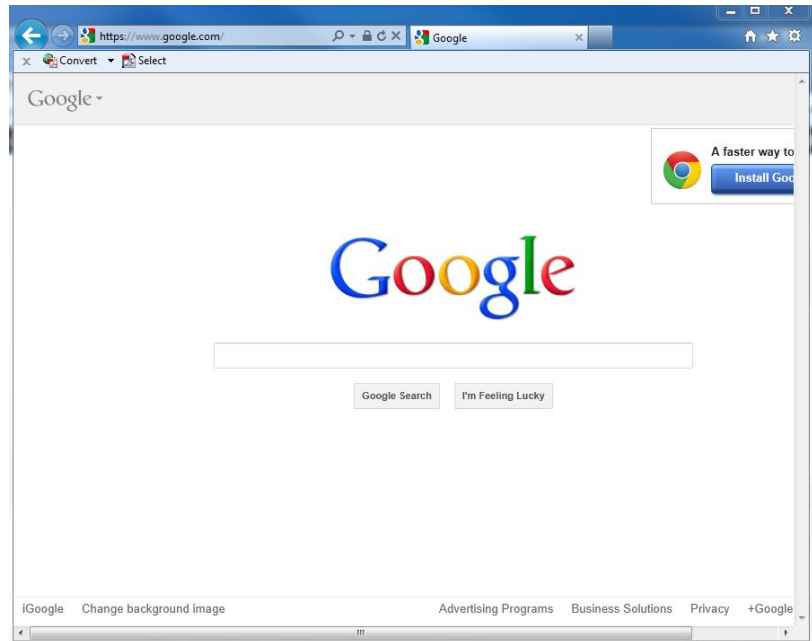 https://www.google.com/
Google
Convert
Select
Google
A faster way to
Install Goo
Google
Google Search
I'm Feeling Lucky
iGoogle Change background image Advertising Programs Business Solutions Privacy +Google